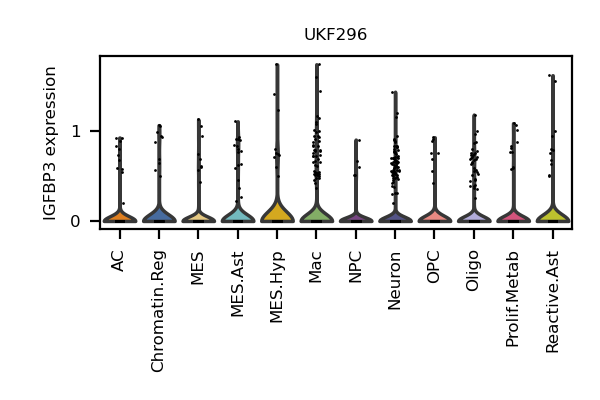 UKF296
IGFBP3 expression
1
0
AC
Chromatin.Reg
MES
MES.Ast
MES.Hyp
Mac
NPC
Neuron
OPC
Oligo
Prolif.Metab
Reactive.Ast